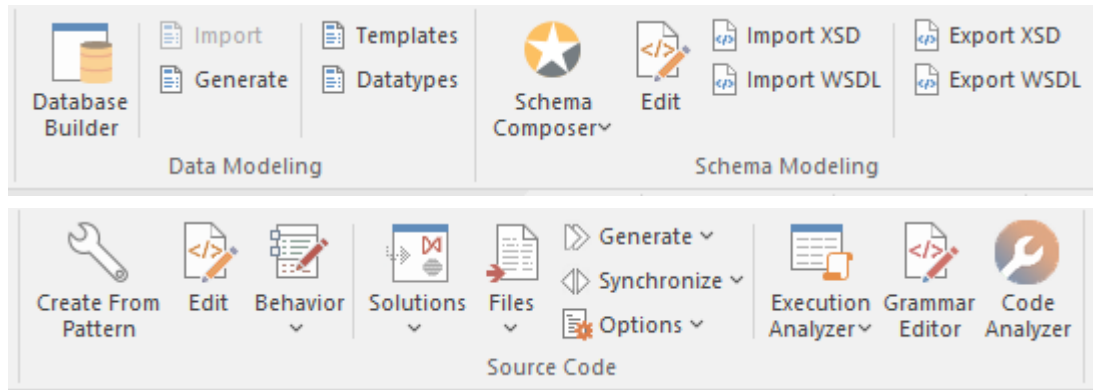 Database
Builder
Import
Generate
Templates
Datatypes
Data Modeling
Schema
Composer
Edit
Import XSD
Import WSDL
Export XSD
Export WSDL
Schema Modeling
Create From
Pattern
Edit
Behavior
Solutions
Files
Generate
Synchronize
Options
Execution
Analyzer
Grammar
Editor
Code
Analyzer
Source Code